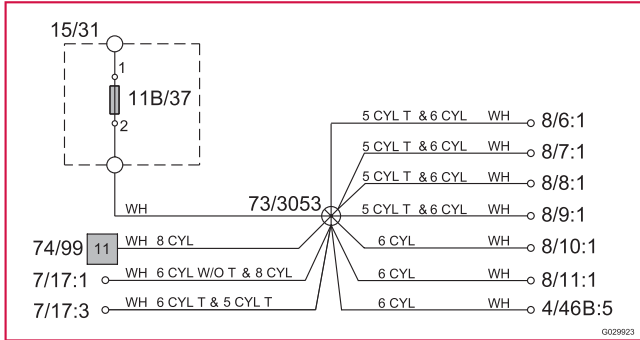 15/31
1
11B/37
2
5 CYL T & 6 CYL WH 8/6:1
5 CYL T & 6 CYL WH 8/7:1
5 CYL T & 6 CYL WH 8/8:1
WH 73/3053 5 CYL T & 6 CYL WH 8/9:1
74/99 11 WH 8 CYL 6 CYL WH 8/10:1
7/17:1 WH 6 CYL W/O T & 8 CYL 6 CYL WH 8/11:1
7/17:3 WH 6 CYL T & 5 CYL T 6 CYL WH 4/46B:5
G029923